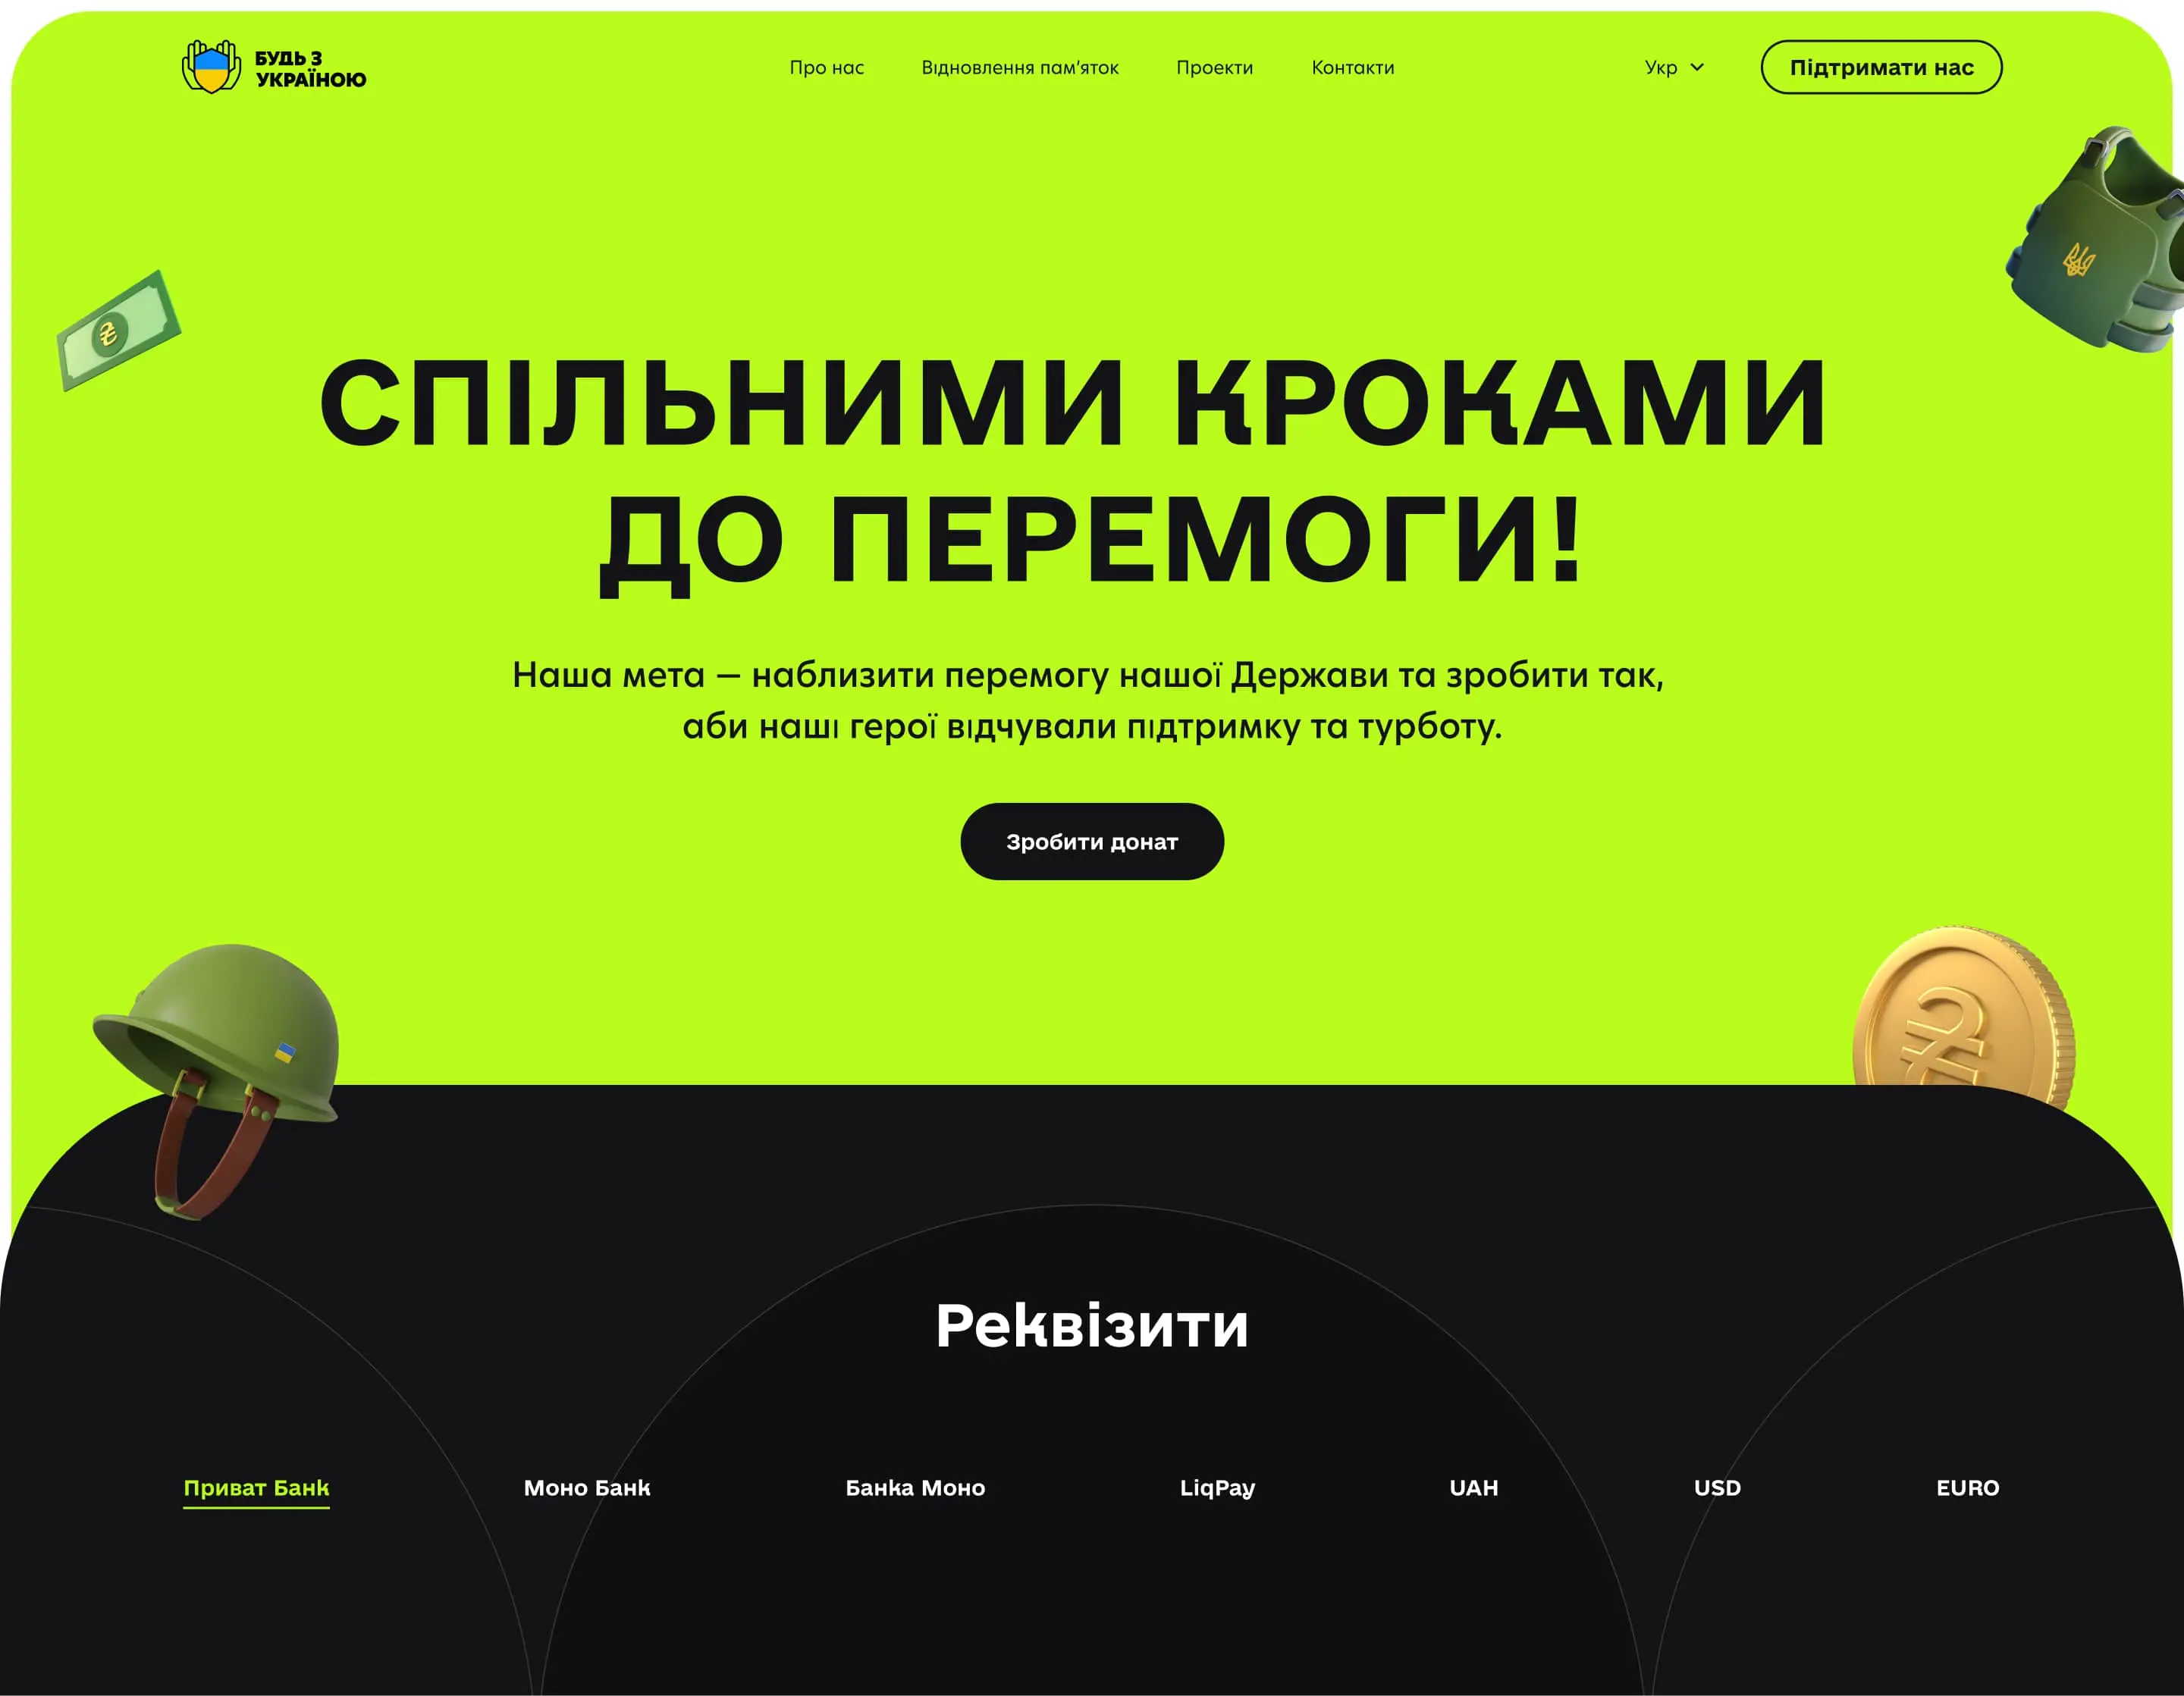 БУДЬ З
УКРАЇНОЮ
Про нас
Відновлення пам'яток
Проекти
Контакти
Укр
Підтримати нас
₴
СПІЛЬНИМИ КРОКАМИ
ДО ПЕРЕМОГИ!
Наша мета — наблизити перемогу нашої Держави та зробити так,
аби наші герої відчували підтримку та турботу.
Зробити донат
₴
Реквізити
Приват Банк
Моно Банк
Банка Моно
LiqPay
UAH
USD
EURO